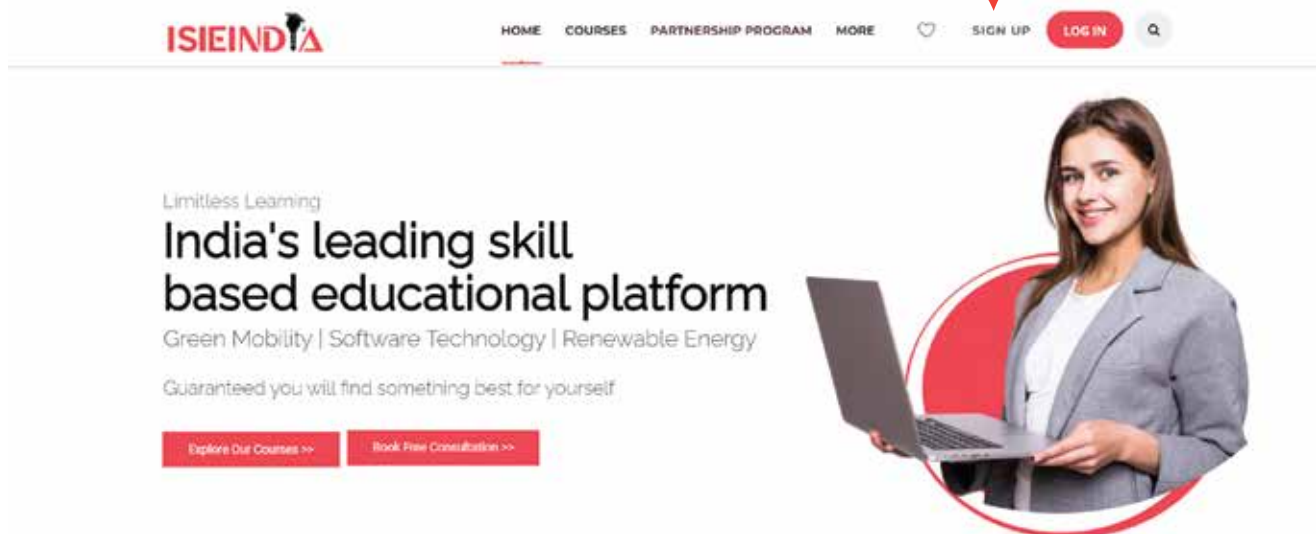 ISIEINDIA
HOME COURSES PARTNERSHIP PROGRAM MORE SIGN UP LOG IN
Limitless Learning
India's leading skill
based educational platform
Green Mobility | Software Technology | Renewable Energy
Guaranteed you will find something best for yourself
Explore Our Courses >> Book Free Consultation >>